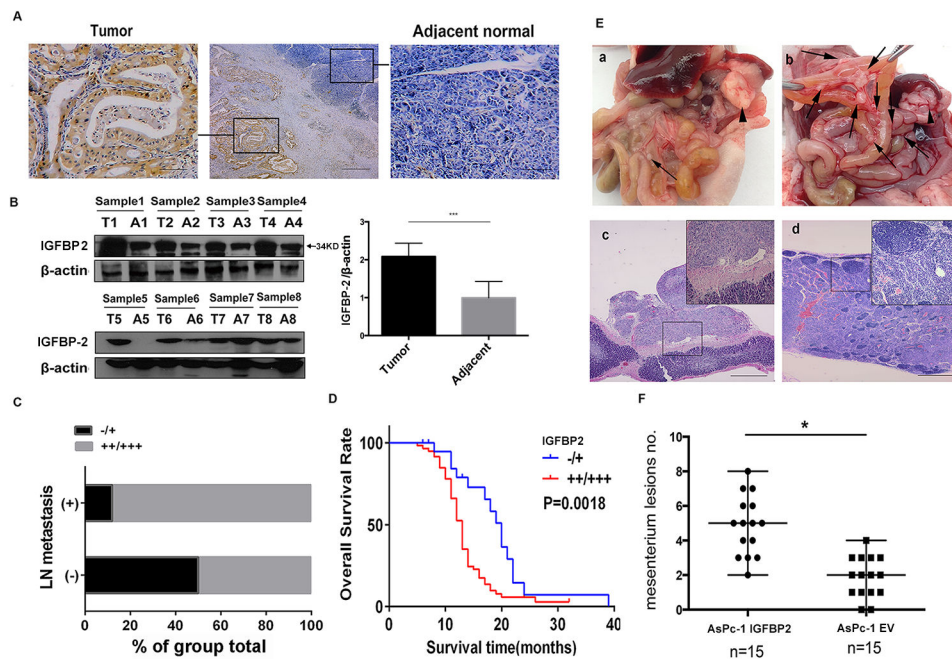 A
Tumor
Adjacent normal
B
Sample1 Sample2 Sample3 Sample4
T1 A1 T2 A2 T3 A3 T4 A4
IGFBP2
←34KD
β-actin
Sample5 Sample6 Sample7 Sample8
T5 A5 T6 A6 T7 A7 T8 A8
IGFBP-2
β-actin
***
IGFBP-2/β-actin
3
2
1
0
Tumor
Adjacent
C
-/+
++/+++
LN metastasis
(+)
(-)
0 20 40 60 80 100
% of group total
D
Overall Survival Rate
100
50
0
IGFBP2
-/+
++/+++
P=0.0018
0 10 20 30 40
Survival time(months)
E
a
b
c
d
F
*
mesenterium lesions no.
10
8
6
4
2
0
AsPc-1 IGFBP2
AsPc-1 EV
n=15
n=15